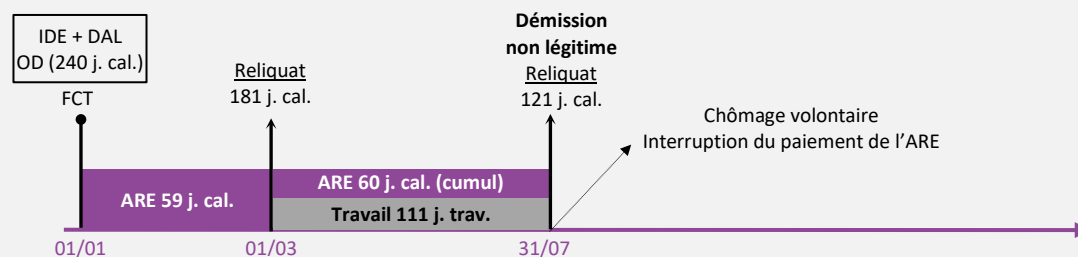 IDE + DAL
OD (240 j. cal.)
FCT
Reliquat
181 j. cal.
Démission
non légitime
Reliquat
121 j. cal.
Chômage volontaire
Interruption du paiement de l’ARE
ARE 59 j. cal.
ARE 60 j. cal. (cumul)
Travail 111 j. trav.
01/01
01/03
31/07